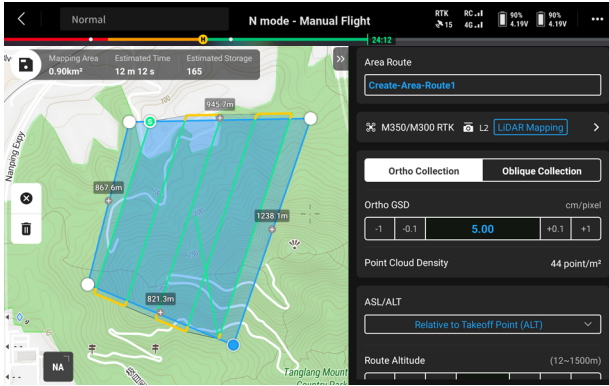 Normal
N mode - Manual Flight
RTK
15
RC
4G
90%
4.19V
90%
4.19V
H
24:12
Mapping Area
0.90km²
Estimated Time
12 m 12 s
Estimated Storage
165
Area Route
Create-Area-Route1
M350/M300 RTK
L2
LiDAR Mapping
Ortho Collection
Oblique Collection
Ortho GSD
cm/pixel
-1
-0.1
5.00
+0.1
+1
Point Cloud Density
44 point/m²
ASL/ALT
Relative to Takeoff Point (ALT)
Route Altitude
(12~1500m)
Nanping Expy
S
945.7m
867.6m
1238.1m
821.3m
NA
Tanglang Mount
Country Park